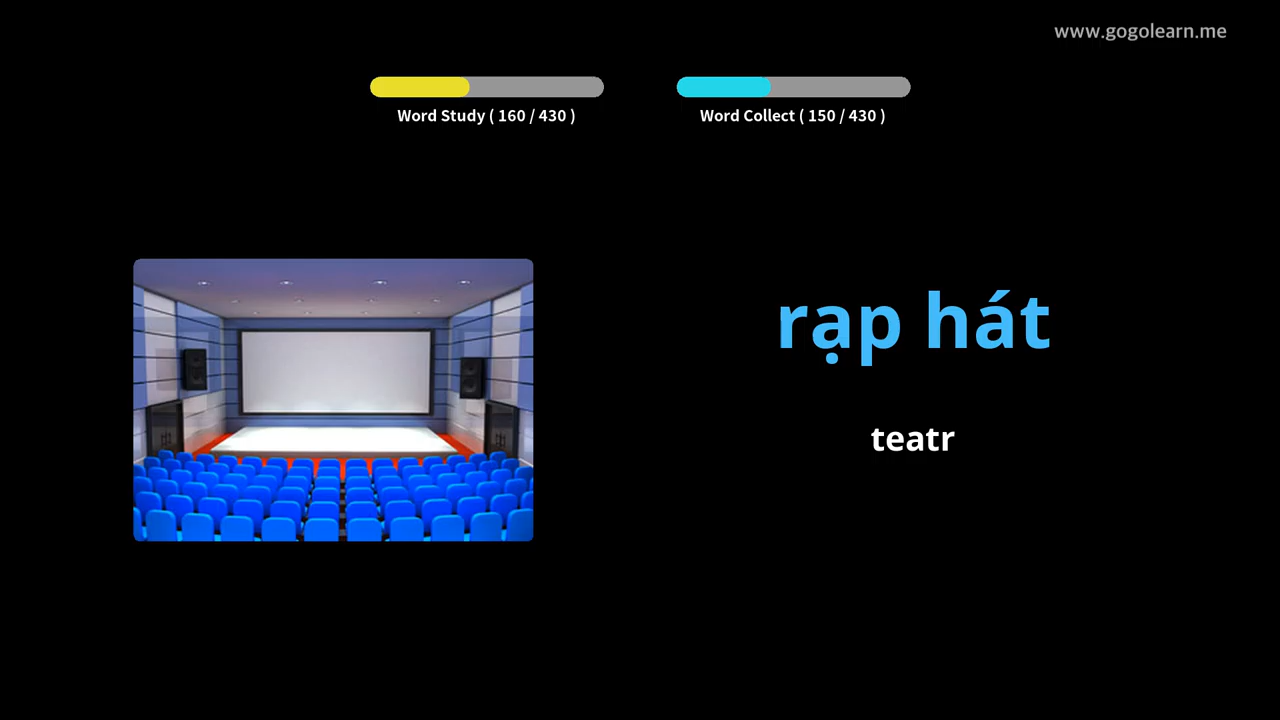 www.gogolearn.me
Word Study ( 160 / 430 )
Word Collect ( 150 / 430 )
rạp hát
teatr